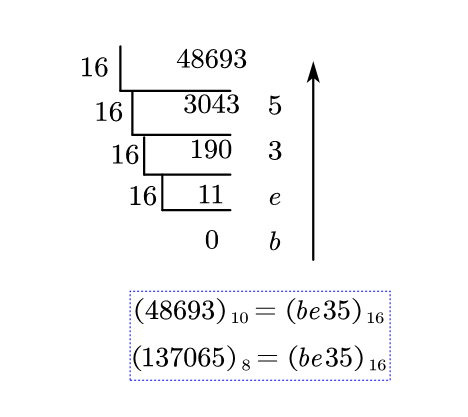 16 48693
16 3043 5
16 190 3
16 11 e
0 b
(48693)₁₀ = (be35)₁₆
(137065)₈ = (be35)₁₆